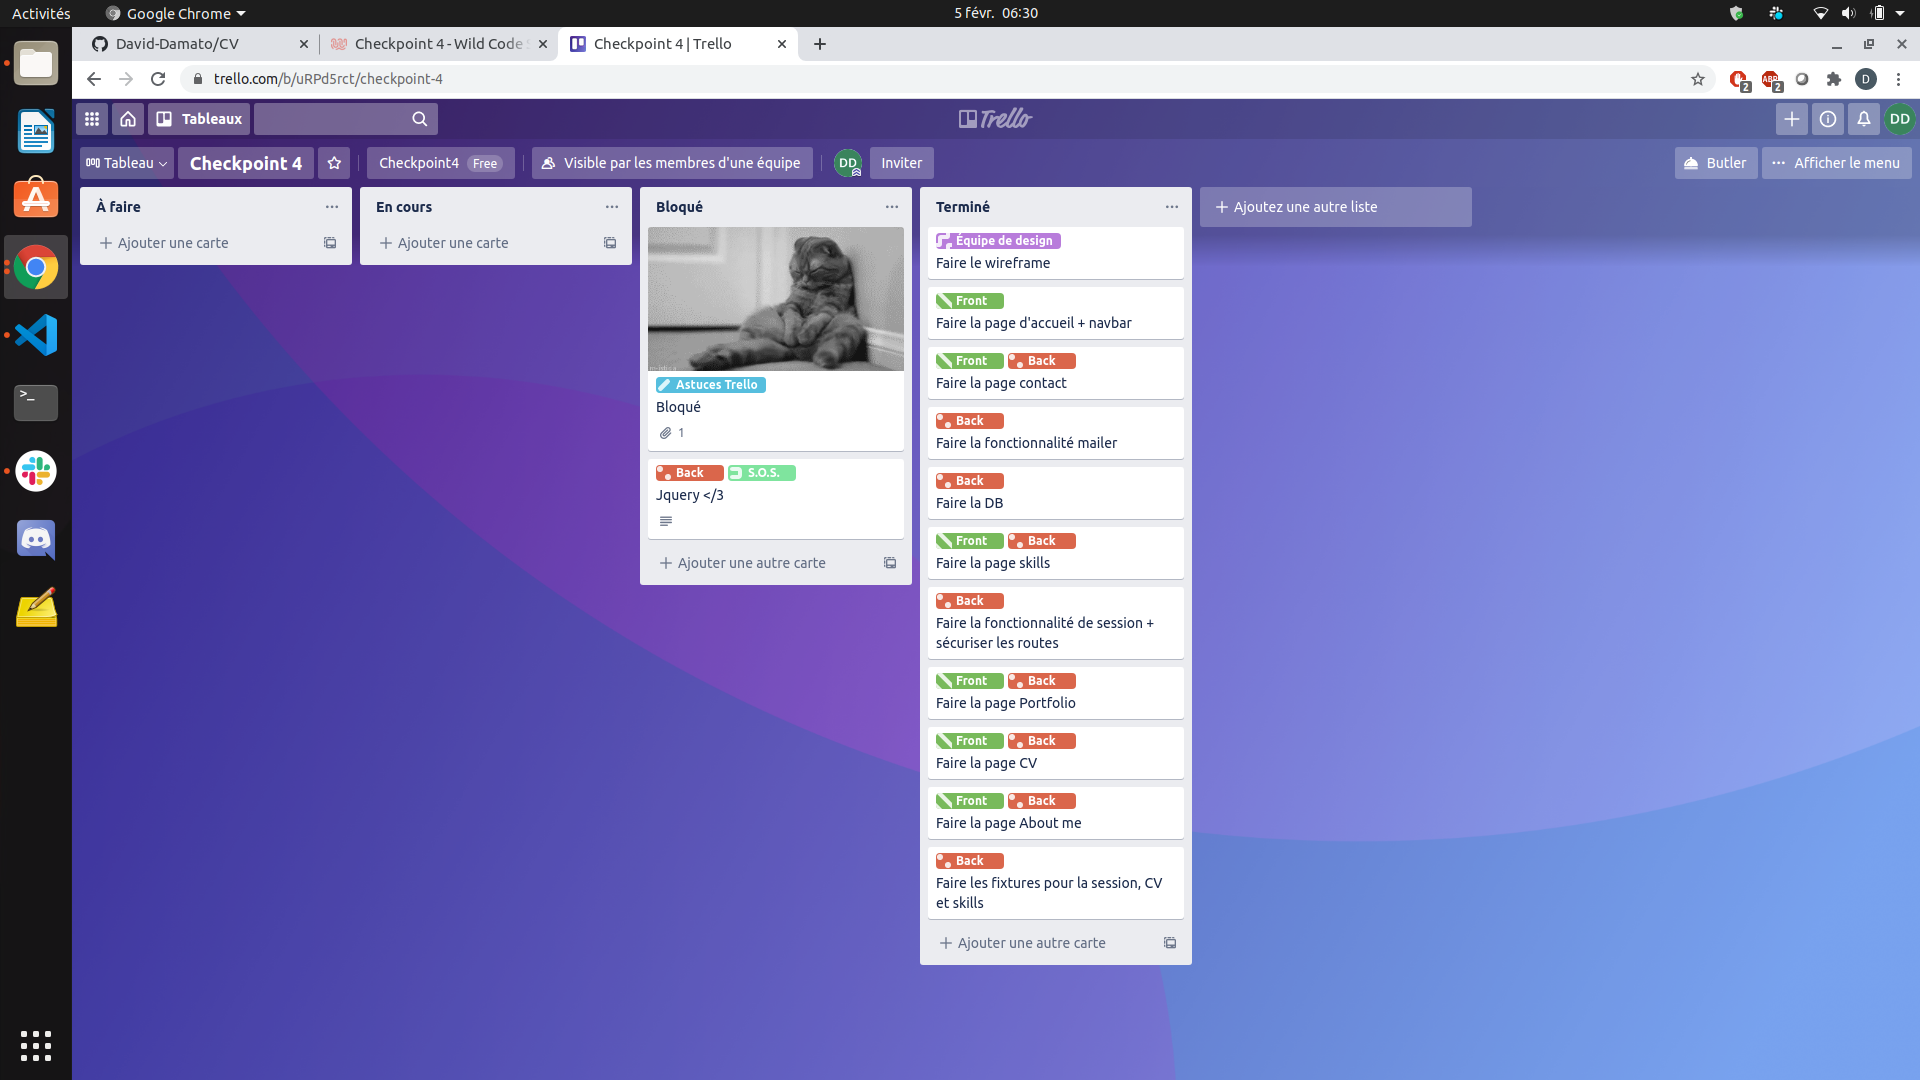 Activités
Google Chrome
5 févr. 06:30
David-Damato/CV
Checkpoint 4 - Wild Code S
Checkpoint 4 | Trello
trello.com/b/uRPd5rct/checkpoint-4
2
ABP
2
D
Tableaux
Trello
DD
Tableau
Checkpoint 4
Checkpoint4 Free
Visible par les membres d'une équipe
DD
Inviter
Butler
Afficher le menu
À faire
Ajouter une carte
En cours
Ajouter une carte
Bloqué
Astuces Trello
Bloqué
1
Back S.O.S.
Jquery </3
Ajouter une autre carte
Terminé
Équipe de design
Faire le wireframe
Front
Faire la page d'accueil + navbar
Front Back
Faire la page contact
Back
Faire la fonctionnalité mailer
Back
Faire la DB
Front Back
Faire la page skills
Back
Faire la fonctionnalité de session +
sécuriser les routes
Front Back
Faire la page Portfolio
Front Back
Faire la page CV
Front Back
Faire la page About me
Back
Faire les fixtures pour la session, CV
et skills
Ajouter une autre carte
Ajoutez une autre liste